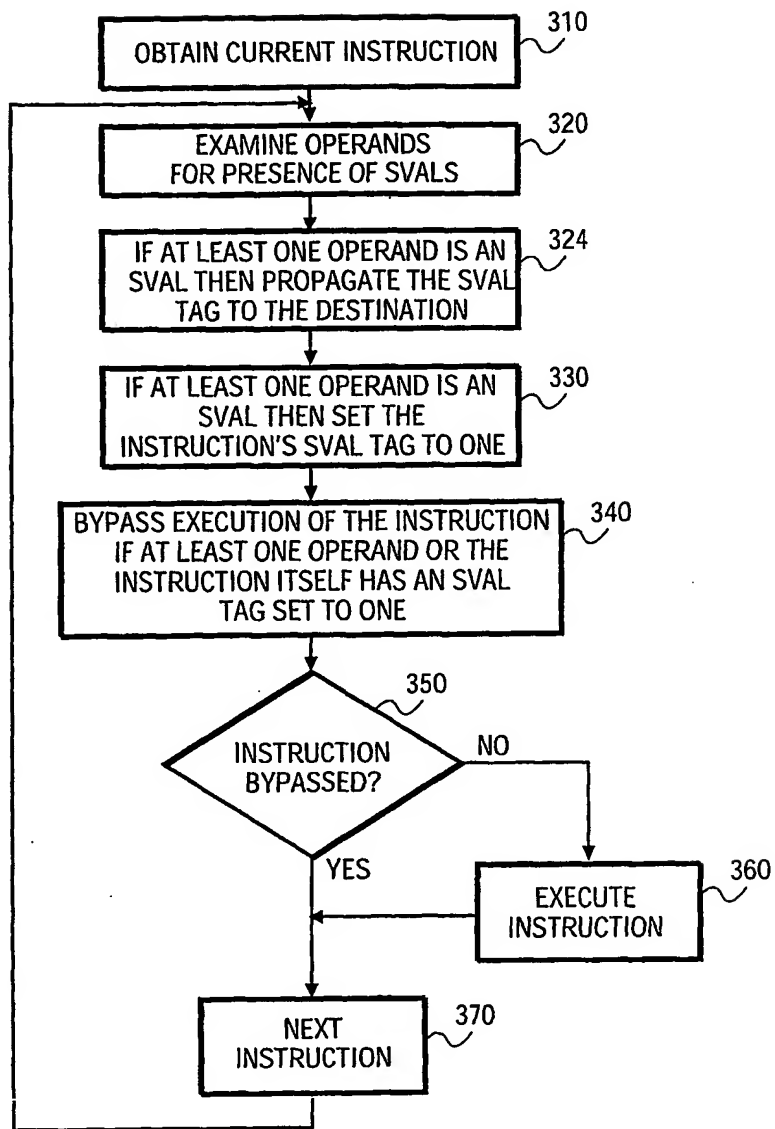 310
OBTAIN CURRENT INSTRUCTION
320
EXAMINE OPERANDS
FOR PRESENCE OF SVALS
324
IF AT LEAST ONE OPERAND IS AN
SVAL THEN PROPAGATE THE SVAL
TAG TO THE DESTINATION
330
IF AT LEAST ONE OPERAND IS AN
SVAL THEN SET THE
INSTRUCTION'S SVAL TAG TO ONE
340
BYPASS EXECUTION OF THE INSTRUCTION
IF AT LEAST ONE OPERAND OR THE
INSTRUCTION ITSELF HAS AN SVAL
TAG SET TO ONE
350
INSTRUCTION
BYPASSED?
NO
YES
360
EXECUTE
INSTRUCTION
370
NEXT
INSTRUCTION